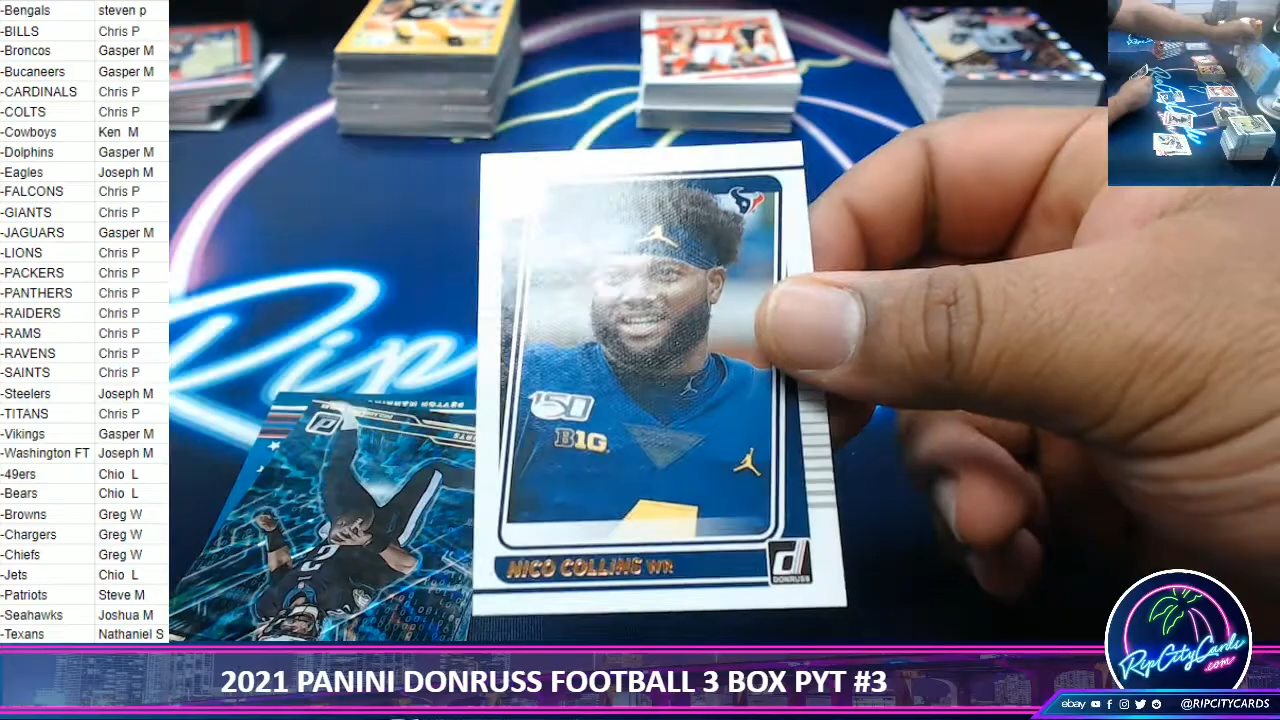 -Bengals steven p
-BILLS Chris P
-Broncos Gasper M
-Bucaneers Gasper M
-CARDINALS Chris P
-COLTS Chris P
-Cowboys Ken M
-Dolphins Gasper M
-Eagles Joseph M
-FALCONS Chris P
-GIANTS Chris P
-JAGUARS Gasper M
-LIONS Chris P
-PACKERS Chris P
-PANTHERS Chris P
-RAIDERS Chris P
-RAMS Chris P
-RAVENS Chris P
-SAINTS Chris P
-Steelers Joseph M
-TITANS Chris P
-Vikings Gasper M
-Washington FT Joseph M
-49ers Chio L
-Bears Chio L
-Browns Greg W
-Chargers Greg W
-Chiefs Greg W
-Jets Chio L
-Patriots Steve M
-Seahawks Joshua M
-Texans Nathaniel S
Rip
150
B1G
NICO COLLINS WR
DONRUSS
RipCityCards
.com
2021 PANINI DONRUSS FOOTBALL 3 BOX PYT #3
ebay @RIPCITYCARDS